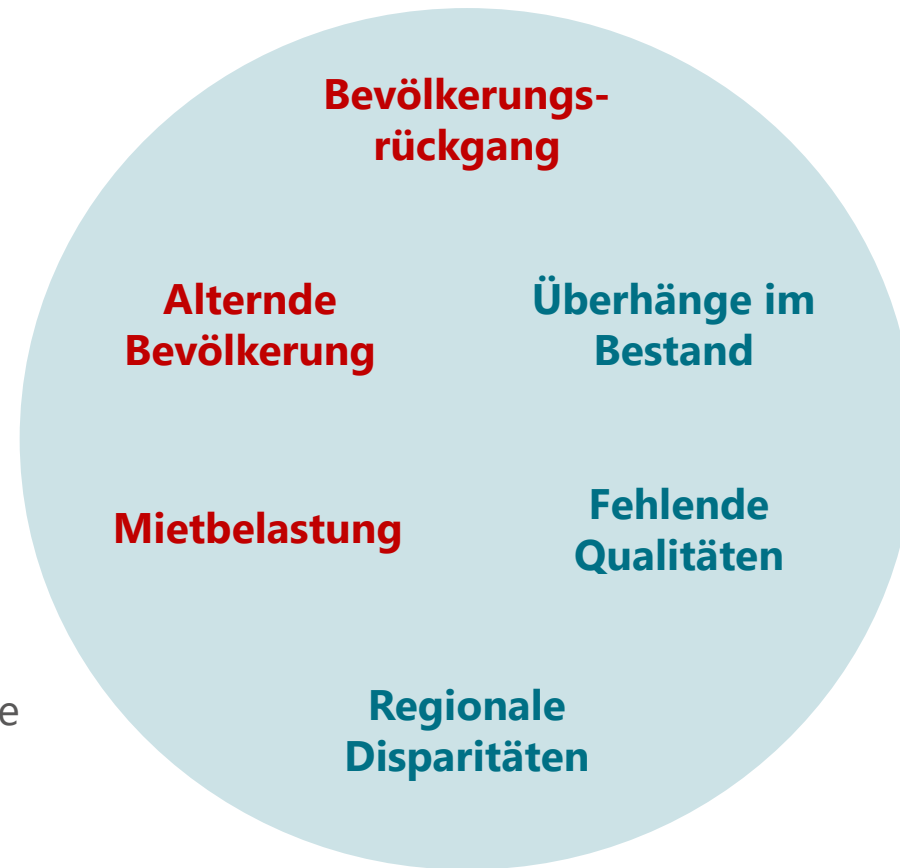 Bevölkerungs-
rückgang
Alternde
Bevölkerung
Überhänge im
Bestand
Mietbelastung
Fehlende
Qualitäten
e
Regionale
Disparitäten